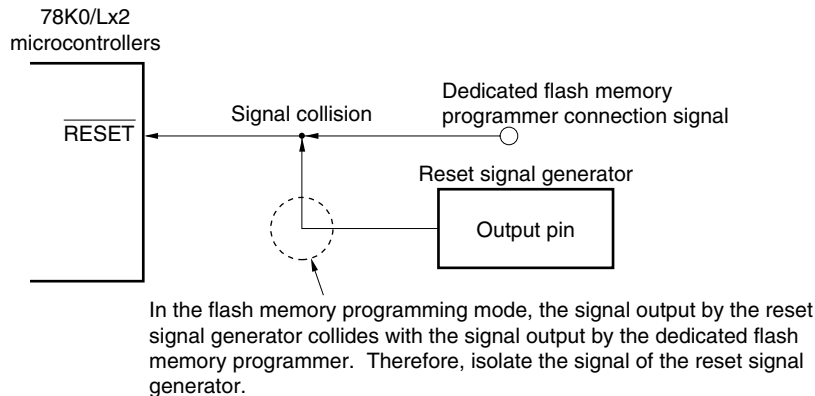 78K0/Lx2
microcontrollers
Dedicated flash memory
programmer connection signal
Signal collision
RESET
Reset signal generator
Output pin
In the flash memory programming mode, the signal output by the reset
signal generator collides with the signal output by the dedicated flash
memory programmer.  Therefore, isolate the signal of the reset signal
generator.